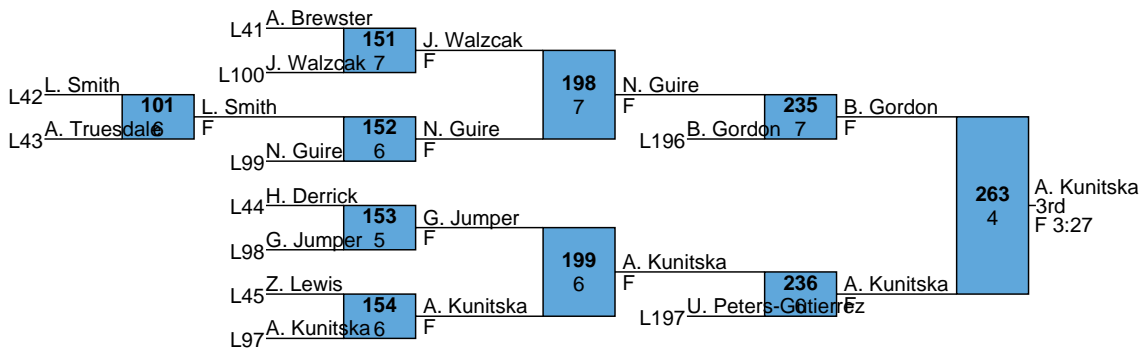 L41 A. Brewster
151
7
J. Walzcak
F
L100 J. Walzcak
198
7
N. Guire
F
L42 L. Smith
101
6
L. Smith
F
L43 A. Truesdale
152
6
N. Guire
F
L99 N. Guire
235
7
B. Gordon
F
L196 B. Gordon
L44 H. Derrick
153
5
G. Jumper
F
L98 G. Jumper
263
4
A. Kunitska
3rd
F 3:27
199
6
A. Kunitska
F
L45 Z. Lewis
154
6
A. Kunitska
F
L97 A. Kunitska
236
6
A. Kunitska
F
L197 U. Peters-Gutierrez